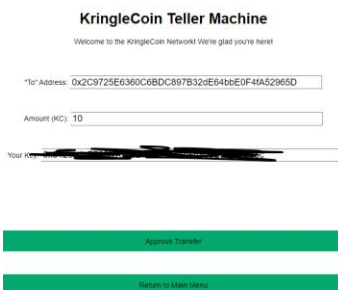 KringleCoin Teller Machine
Welcome to the KringleCoin Network! We're glad you're here!
"To" Address: 0x2C9725E6360C6BDC897B32dE64bbE0F4fA52965D
Amount (KC): 10
Your Key:
Approve Transfer
Return to Main Menu